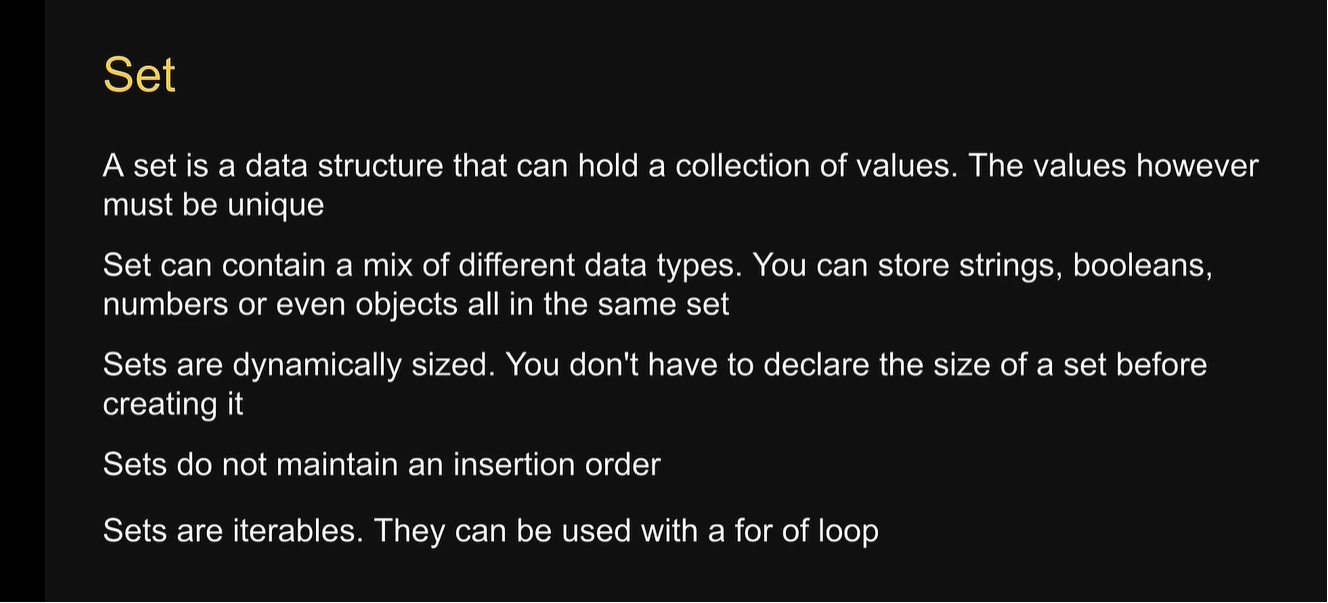 Set
A set is a data structure that can hold a collection of values. The values however
must be unique
Set can contain a mix of different data types. You can store strings, booleans,
numbers or even objects all in the same set
Sets are dynamically sized. You don't have to declare the size of a set before
creating it
Sets do not maintain an insertion order
Sets are iterables. They can be used with a for of loop